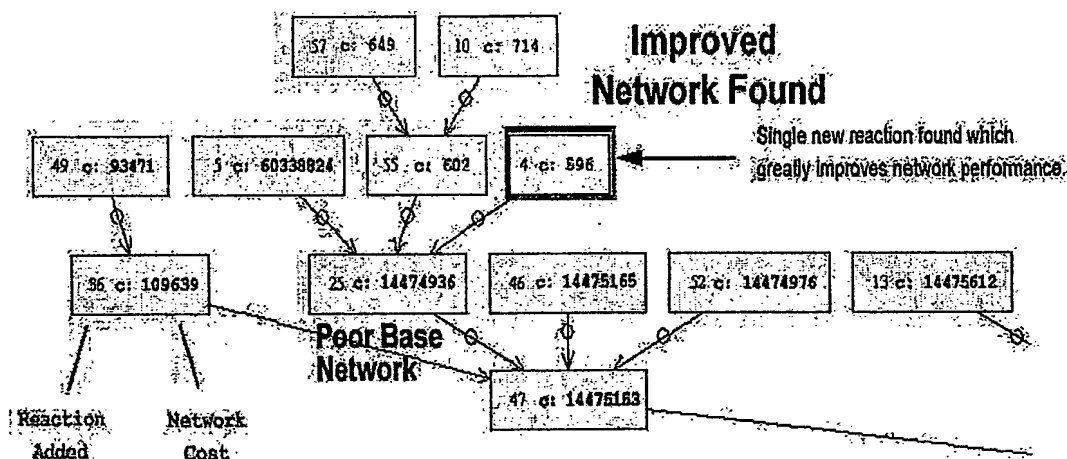 57 c: 649
10 c: 714
Improved
Network Found
49 c: 93471
5 c: 60338824
55 c: 602
4 c: 596
Single new reaction found which
greatly improves network performance.
36 c: 109639
25 c: 14474936
46 c: 14475165
52 c: 14474976
13 c: 14475612
Poor Base
Network
47 c: 14475153
Reaction
Added
Network
Cost